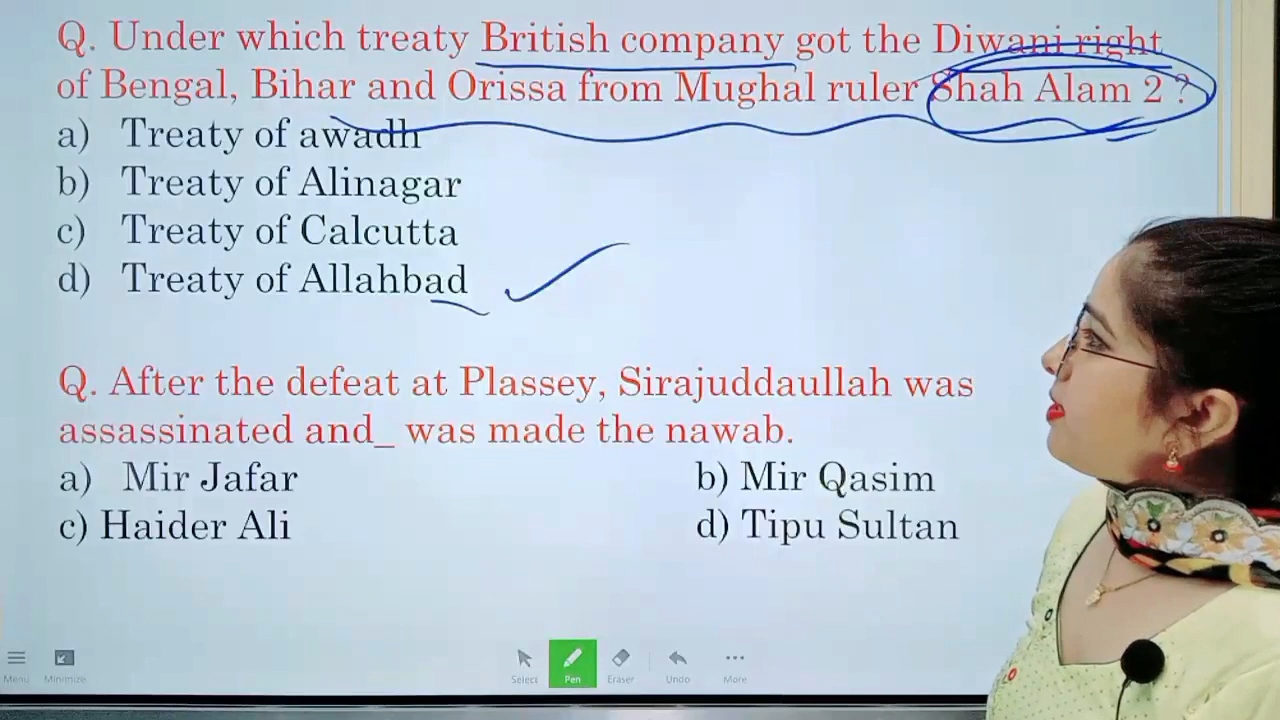 Q. Under which treaty British company got the Diwani right
of Bengal, Bihar and Orissa from Mughal ruler Shah Alam 2 ?
a) Treaty of awadh
b) Treaty of Alinagar
c) Treaty of Calcutta
d) Treaty of Allahbad
Q. After the defeat at Plassey, Sirajuddaullah was
assassinated and_ was made the nawab.
a) Mir Jafar b) Mir Qasim
c) Haider Ali d) Tipu Sultan
Menu Minimize Select Pen Eraser Undo More